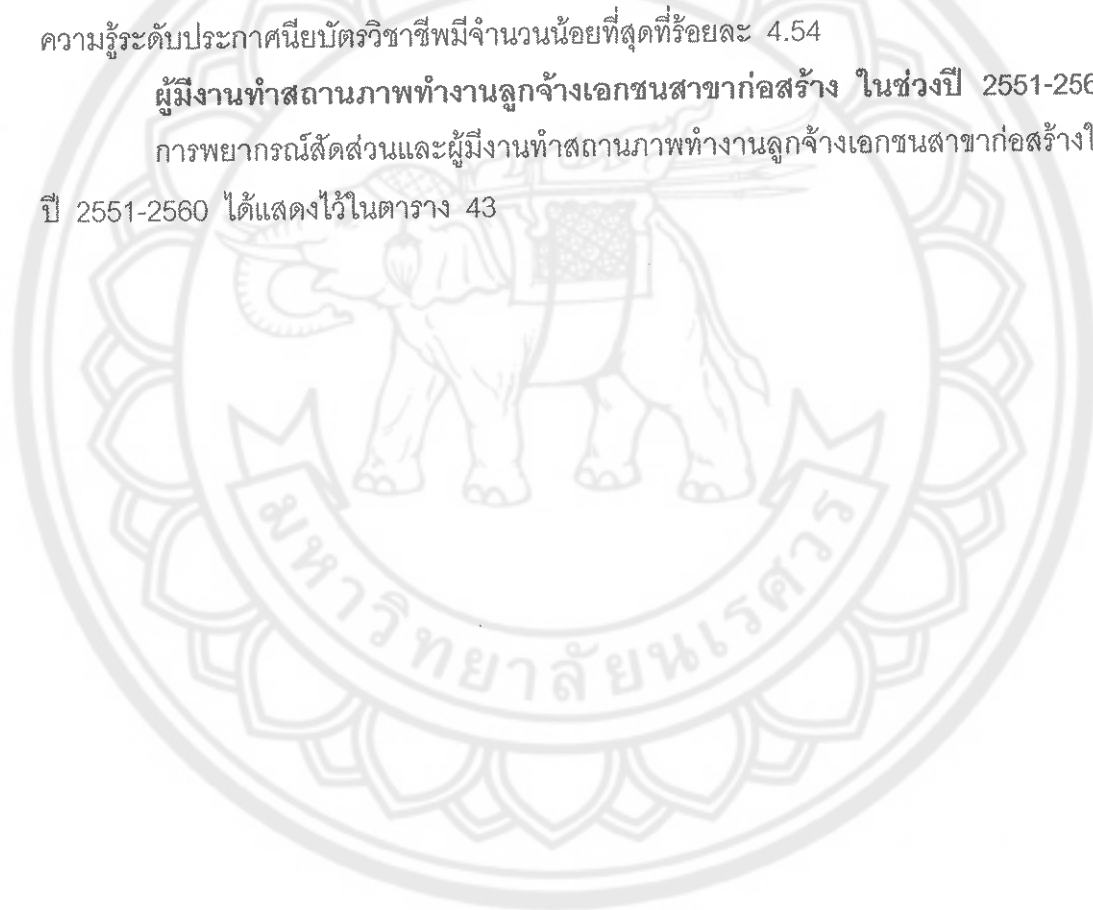 ความรู้ระดับประกาศนียบัตรวิชาชีพมีจำนวนน้อยที่สุดที่ร้อยละ 4.54
ผู้มีงานทำสถานภาพทำงานลูกจ้างเอกชนสาขาก่อสร้าง ในช่วงปี 2551-256
การพยากรณ์สัดส่วนและผู้มีงานทำสถานภาพทำงานลูกจ้างเอกชนสาขาก่อสร้างใ
ปี 2551-2560 ได้แสดงไว้ในตาราง 43
มหาวิทยาลัยนเรศวร